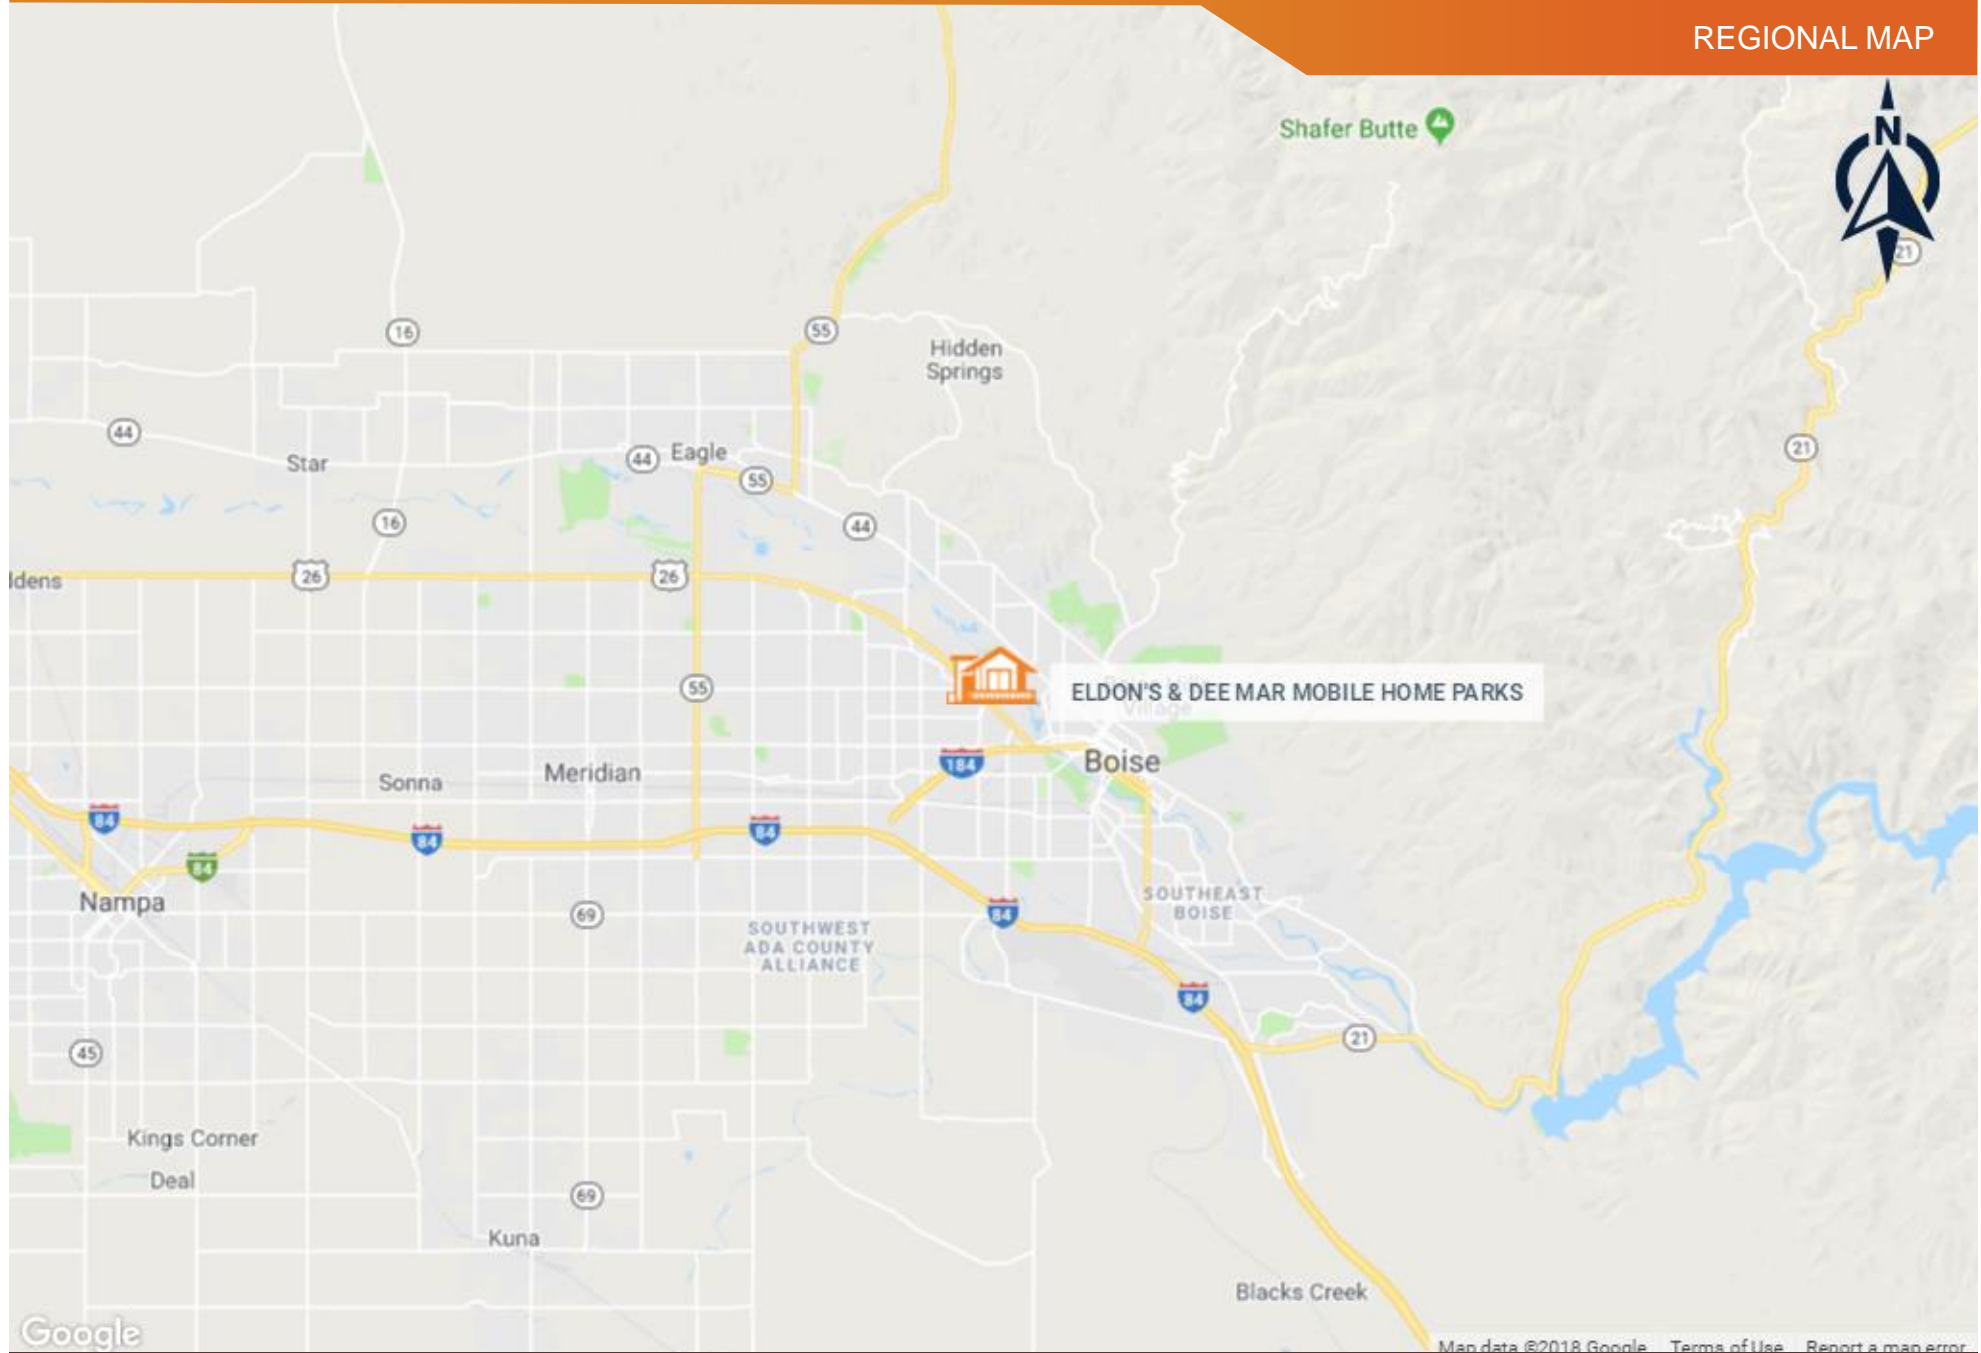 REGIONAL MAP
Shafer Butte
N
21
16
55
Hidden
Springs
44
Star
44
Eagle
55
21
16
44
ldens
26
26
55
ELDON'S & DEE MAR MOBILE HOME PARKS
Village
184
Boise
Sonna
Meridian
84
84
84
84
Nampa
69
84
SOUTHEAST
BOISE
SOUTHWEST
ADA COUNTY
ALLIANCE
84
21
45
Kings Corner
Deal
69
Kuna
Blacks Creek
Google
Map data ©2018 Google Terms of Use Report a map error